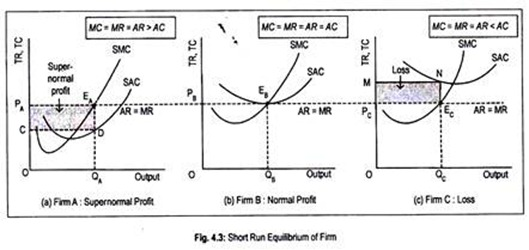 MC = MR = AR > AC
MC = MR = AR = AC
MC = MR = AR < AC
TR, TC
SMC
SAC
Super-
normal
profit
P_A
E_A
AR = MR
C
D
O
Q_A
Output
(a) Firm A : Supernormal Profit
TR, TC
SMC
SAC
P_B
E_B
AR = MR
O
Q_B
Output
(b) Firm B : Normal Profit
TR, TC
SMC
Loss
N
SAC
M
P_C
E_C
AR = MR
O
Q_C
Output
(c) Firm C : Loss
Fig. 4.3: Short Run Equilibrium of Firm